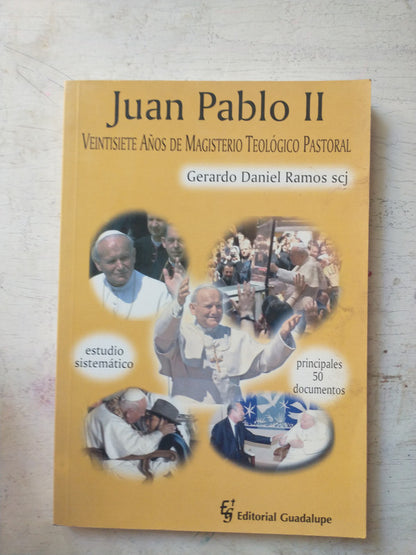 Juan Pablo II
VEINTISIETE AÑOS DE MAGISTERIO TEOLÓGICO PASTORAL
Gerardo Daniel Ramos scj
estudio
sistemático
principales
50
documentos
EG Editorial Guadalupe